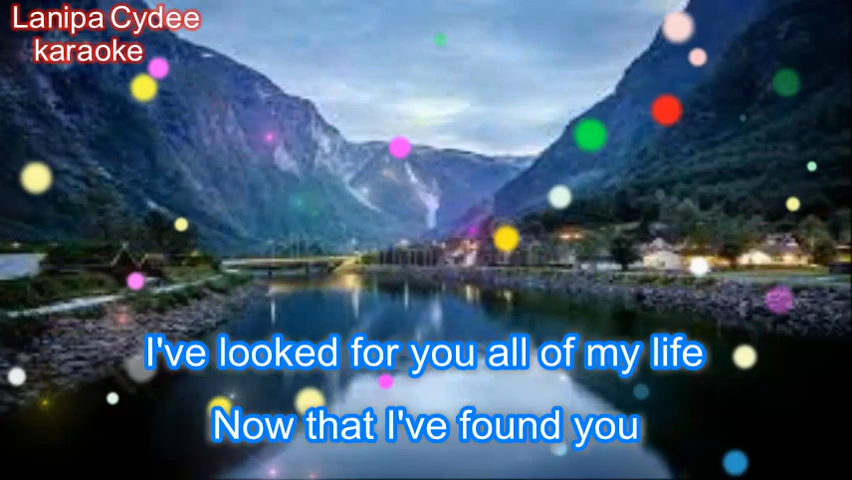 Lanipa Cydee
karaoke
I've looked for you all of my life
Now that I've found you